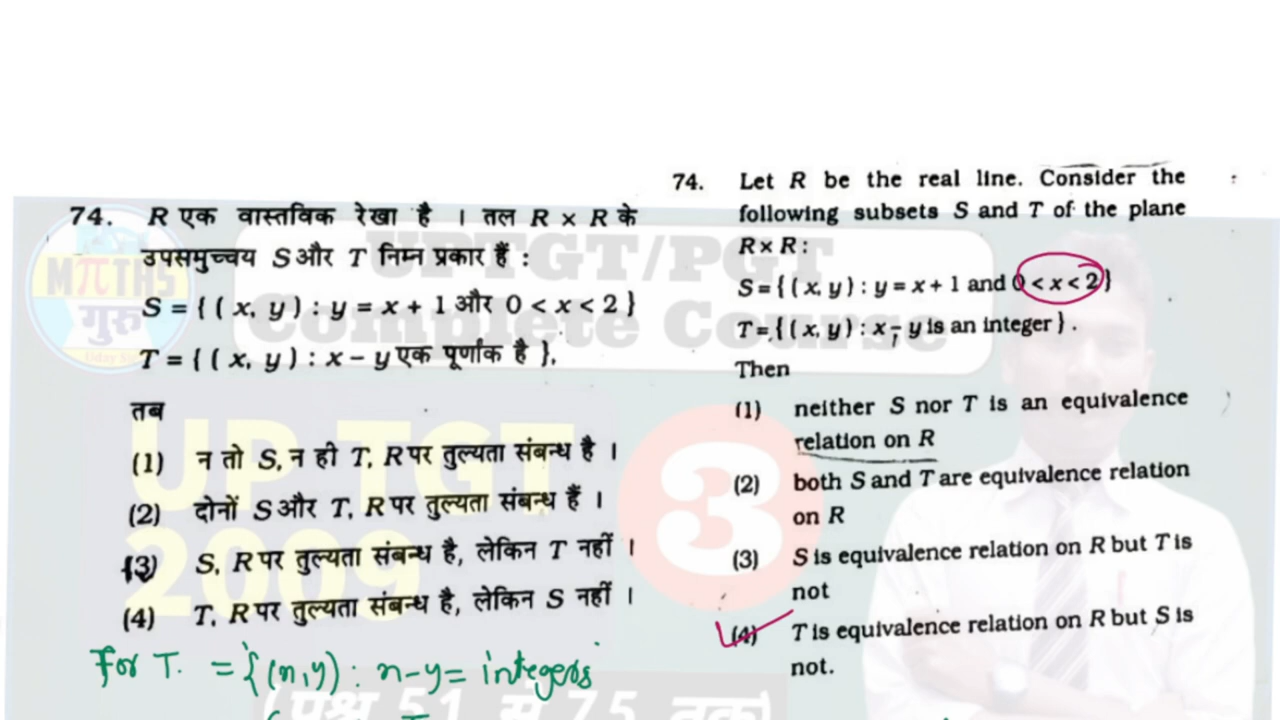 74. R एक वास्तविक रेखा है । तल R × R के
उपसमुच्चय S और T निम्न प्रकार हैं :
S = { ( x, y ) : y = x + 1 और 0 < x < 2 }
T = { ( x, y ) : x – y एक पूर्णांक है },
तब
(1) न तो S, न ही T, R पर तुल्यता संबन्ध है ।
(2) दोनों S और T, R पर तुल्यता संबन्ध हैं ।
(3) S, R पर तुल्यता संबन्ध है, लेकिन T नहीं ।
(4) T, R पर तुल्यता संबन्ध है, लेकिन S नहीं ।
For T. = {(n,y) : n-y = integers
74. Let R be the real line. Consider the
following subsets S and T of the plane
R × R :
S = { ( x, y ) : y = x + 1 and 0 < x < 2 }
T = { ( x, y ) : x – y is an integer } .
Then
(1) neither S nor T is an equivalence
relation on R
(2) both S and T are equivalence relation
on R
(3) S is equivalence relation on R but T is
not
(4) T is equivalence relation on R but S is
not.
MπTHS
गुरु
UPTGT/PGT
Complete Course
UP TGT
2009
3
(प्रश्न 51 से 75 तक)